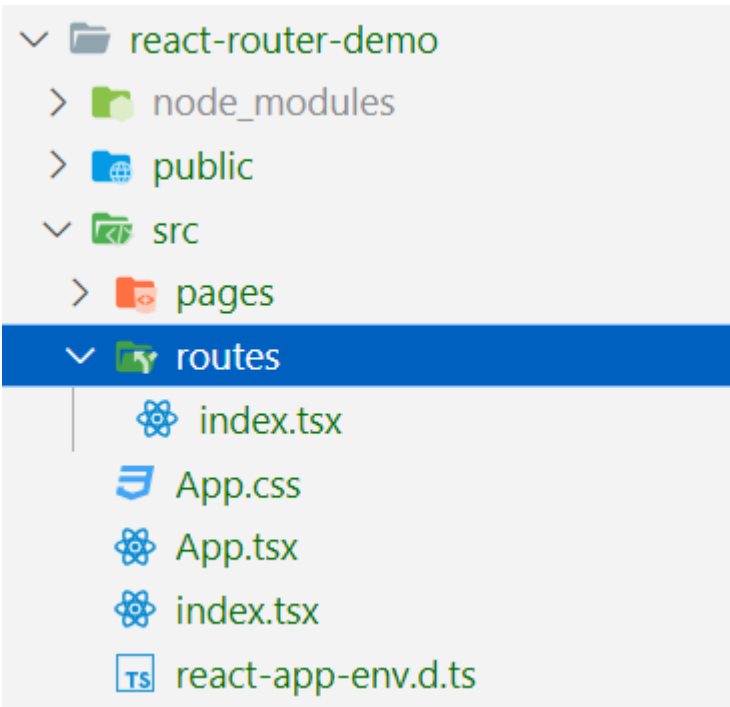 react-router-demo
node_modules
public
src
pages
routes
index.tsx
App.css
App.tsx
index.tsx
TS react-app-env.d.ts